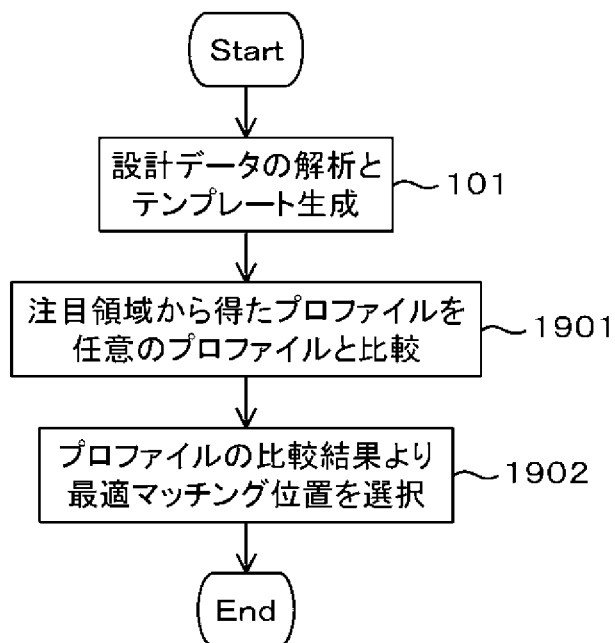 Start
設計データの解析と
テンプレート生成
101
注目領域から得たプロファイルを
任意のプロファイルと比較
1901
プロファイルの比較結果より
最適マッチング位置を選択
1902
End